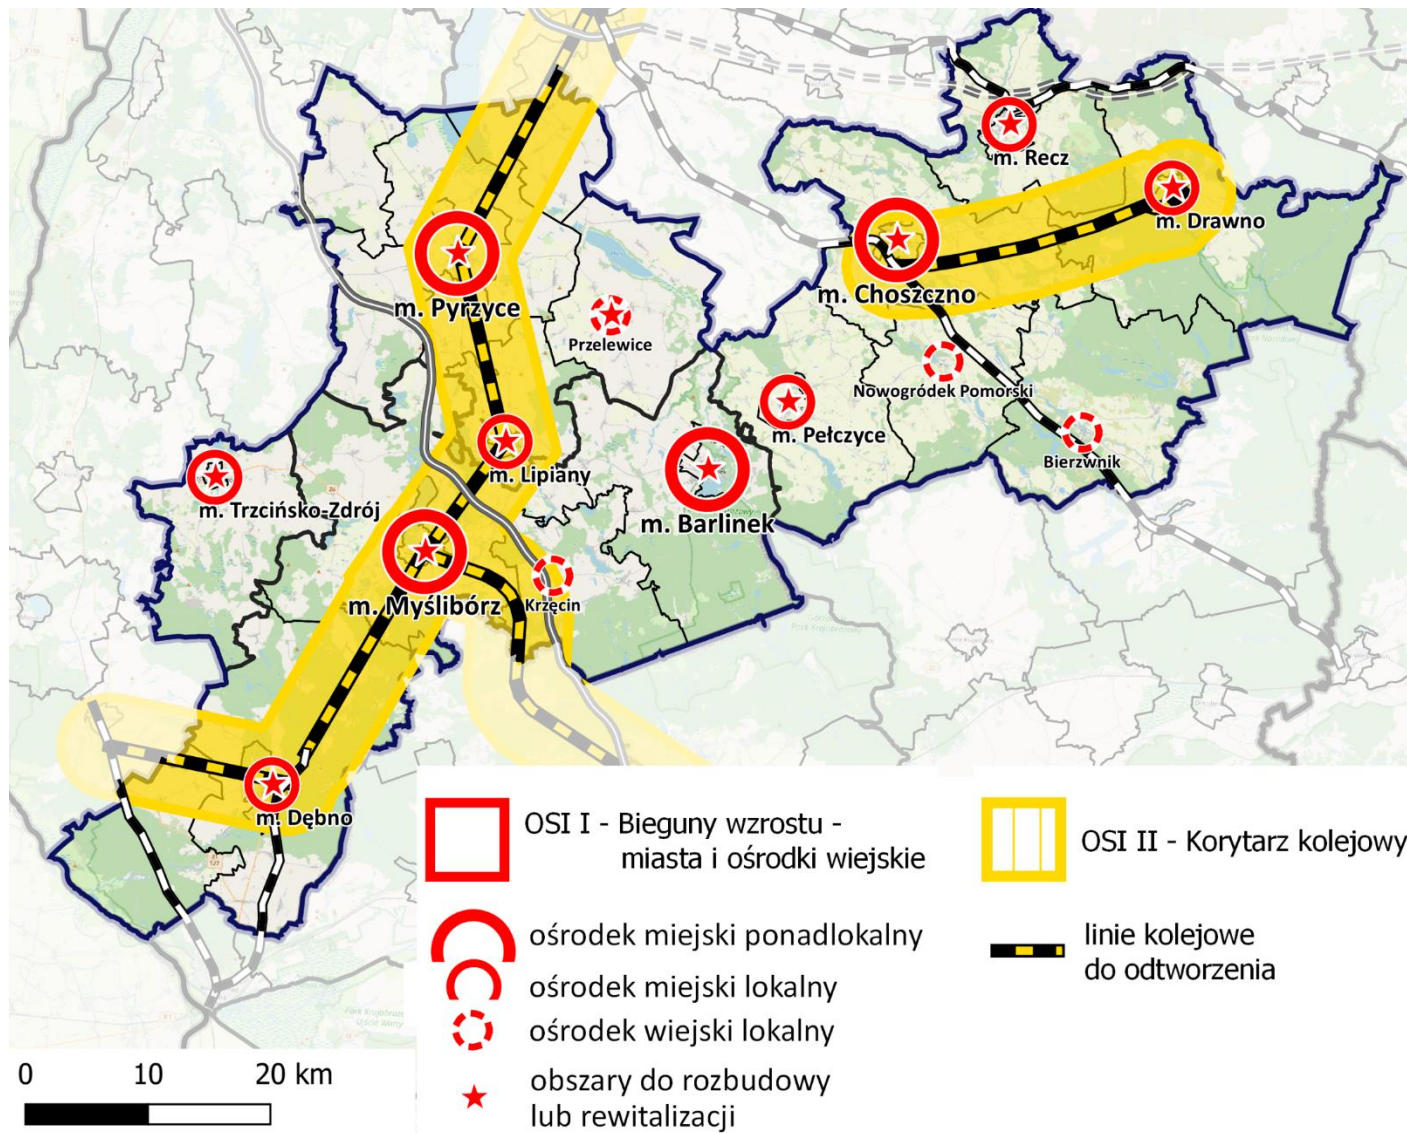 m. Recz
m. Drawno
m. Choszczno
m. Pyrzyce
Przelewice
Nowogródek Pomorski
m. Pełczyce
m. Lipiany
Bierzwnik
m. Trzcińsko-Zdrój
m. Barlinek
m. Myślibórz
Krzęcin
m. Dębno
OSI I - Bieguny wzrostu -
miasta i ośrodki wiejskie
OSI II - Korytarz kolejowy
ośrodek miejski ponadlokalny
linie kolejowe
do odtworzenia
ośrodek miejski lokalny
ośrodek wiejski lokalny
obszary do rozbudowy
lub rewitalizacji
0 10 20 km